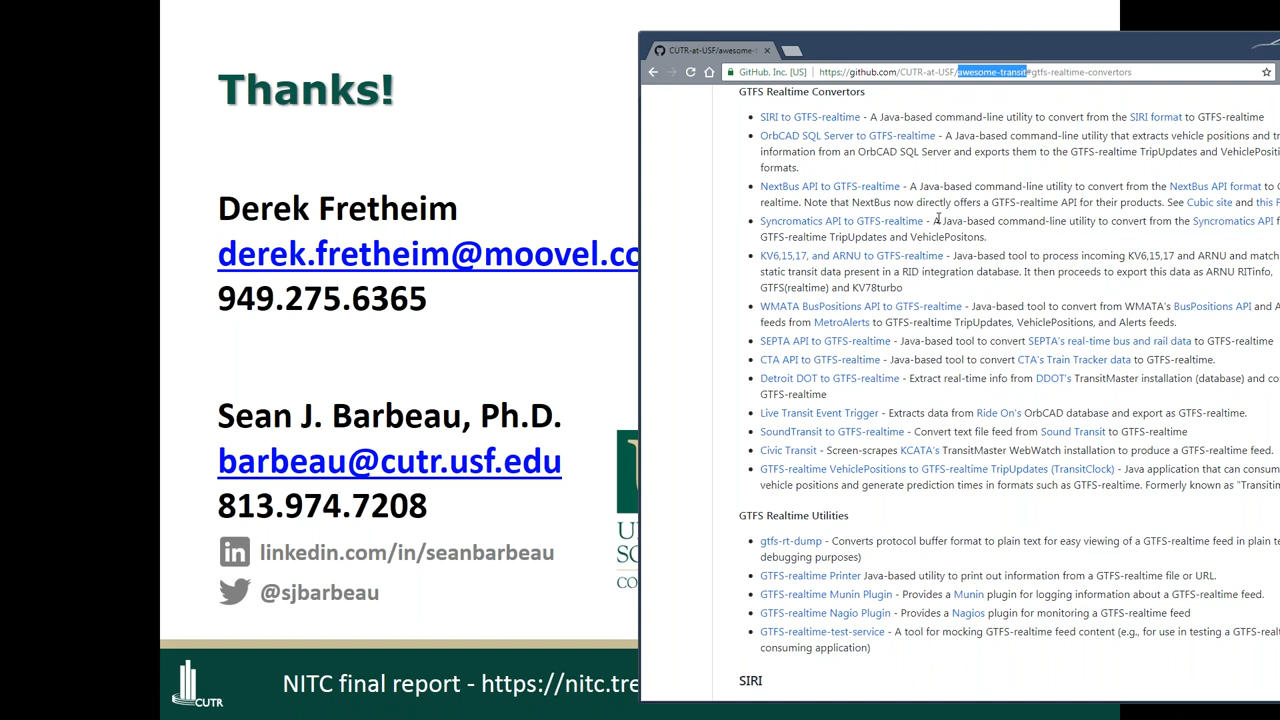 Thanks!
Derek Fretheim
derek.fretheim@moovel.co
949.275.6365
Sean J. Barbeau, Ph.D.
barbeau@cutr.usf.edu
813.974.7208
linkedin.com/in/seanbarbeau
@sjbarbeau
CUTR
NITC final report - https://nitc.tre
CUTR-at-USF/awesome-t
GitHub, Inc. [US] https://github.com/CUTR-at-USF/awesome-transit#gtfs-realtime-convertors
GTFS Realtime Convertors
SIRI to GTFS-realtime - A Java-based command-line utility to convert from the SIRI format to GTFS-realtime
OrbCAD SQL Server to GTFS-realtime - A Java-based command-line utility that extracts vehicle positions and tr
information from an OrbCAD SQL Server and exports them to the GTFS-realtime TripUpdates and VehiclePositi
formats.
NextBus API to GTFS-realtime - A Java-based command-line utility to convert from the NextBus API format to G
realtime. Note that NextBus now directly offers a GTFS-realtime API for their products. See Cubic site and this P
Syncromatics API to GTFS-realtime - A Java-based command-line utility to convert from the Syncromatics API f
GTFS-realtime TripUpdates and VehiclePositons.
KV6,15,17, and ARNU to GTFS-realtime - Java-based tool to process incoming KV6,15,17 and ARNU and match
static transit data present in a RID integration database. It then proceeds to export this data as ARNU RITinfo,
GTFS(realtime) and KV78turbo
WMATA BusPositions API to GTFS-realtime - Java-based tool to convert from WMATA's BusPositions API and A
feeds from MetroAlerts to GTFS-realtime TripUpdates, VehiclePositions, and Alerts feeds.
SEPTA API to GTFS-realtime - Java-based tool to convert SEPTA's real-time bus and rail data to GTFS-realtime
CTA API to GTFS-realtime - Java-based tool to convert CTA's Train Tracker data to GTFS-realtime.
Detroit DOT to GTFS-realtime - Extract real-time info from DDOT's TransitMaster installation (database) and co
GTFS-realtime
Live Transit Event Trigger - Extracts data from Ride On's OrbCAD database and export as GTFS-realtime.
SoundTransit to GTFS-realtime - Convert text file feed from Sound Transit to GTFS-realtime
Civic Transit - Screen-scrapes KCATA's TransitMaster WebWatch installation to produce a GTFS-realtime feed.
GTFS-realtime VehiclePositions to GTFS-realtime TripUpdates (TransitClock) - Java application that can consum
vehicle positions and generate prediction times in formats such as GTFS-realtime. Formerly known as "Transitim
GTFS Realtime Utilities
gtfs-rt-dump - Converts protocol buffer format to plain text for easy viewing of a GTFS-realtime feed in plain te
debugging purposes)
GTFS-realtime Printer Java-based utility to print out information from a GTFS-realtime file or URL.
GTFS-realtime Munin Plugin - Provides a Munin plugin for logging information about a GTFS-realtime feed.
GTFS-realtime Nagio Plugin - Provides a Nagios plugin for monitoring a GTFS-realtime feed
GTFS-realtime-test-service - A tool for mocking GTFS-realtime feed content (e.g., for use in testing a GTFS-real
consuming application)
SIRI